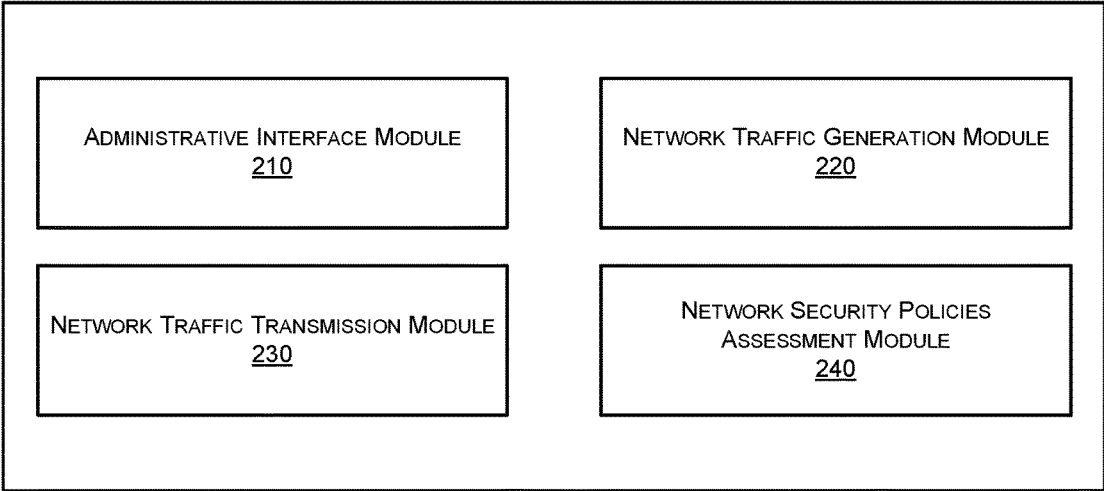 ADMINISTRATIVE INTERFACE MODULE
210
NETWORK TRAFFIC GENERATION MODULE
220
NETWORK TRAFFIC TRANSMISSION MODULE
230
NETWORK SECURITY POLICIES
ASSESSMENT MODULE
240